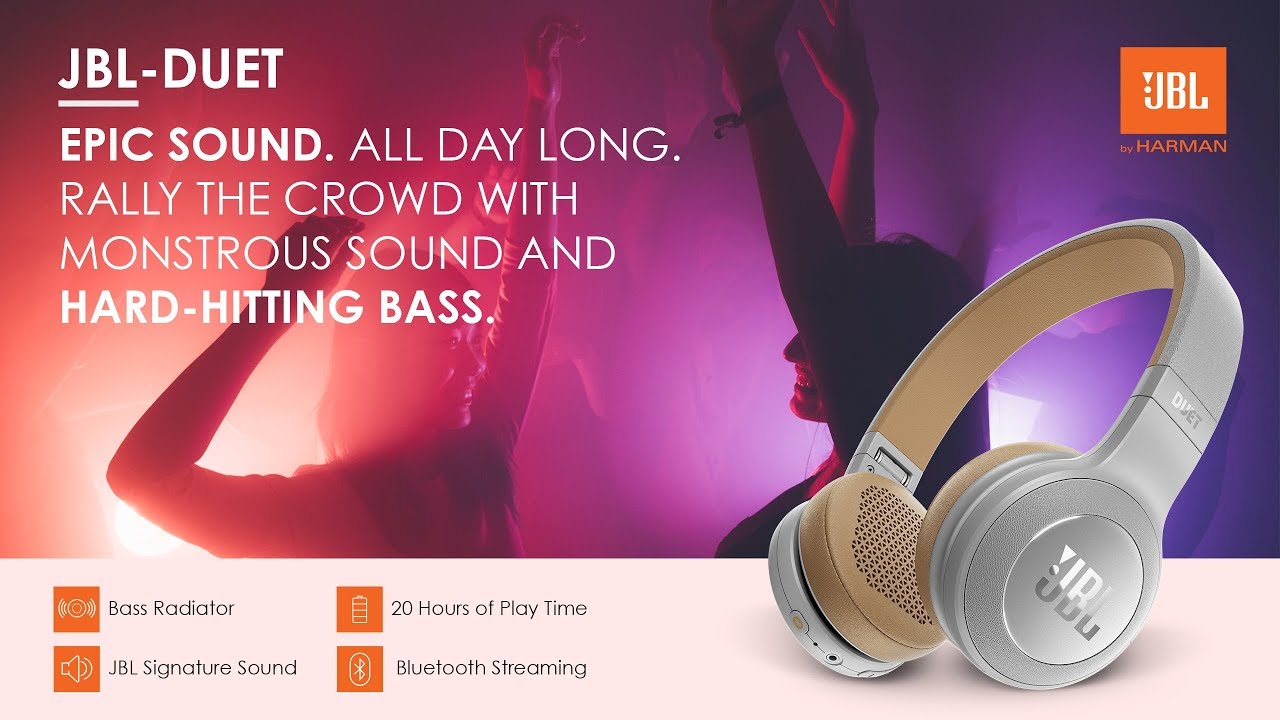 JBL-DUET
EPIC SOUND. ALL DAY LONG.
RALLY THE CROWD WITH
MONSTROUS SOUND AND
HARD-HITTING BASS.
JBL
by HARMAN
DUET
JBL
Bass Radiator
20 Hours of Play Time
JBL Signature Sound
Bluetooth Streaming